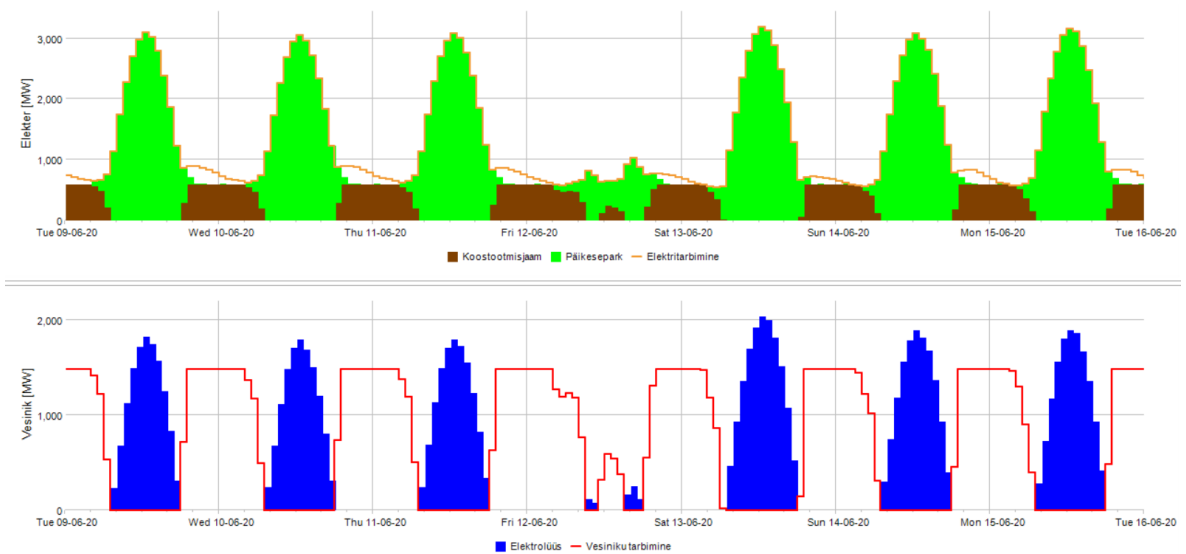 Elekter [MW]
3,000
2,000
1,000
0
Tue 09-06-20 Wed 10-06-20 Thu 11-06-20 Fri 12-06-20 Sat 13-06-20 Sun 14-06-20 Mon 15-06-20 Tue 16-06-20
Koostootmisjaam Päikesepark Elektritarbimine
Vesinik [MW]
2,000
1,000
0
Tue 09-06-20 Wed 10-06-20 Thu 11-06-20 Fri 12-06-20 Sat 13-06-20 Sun 14-06-20 Mon 15-06-20 Tue 16-06-20
Elektrolüüs Vesiniku tarbimine